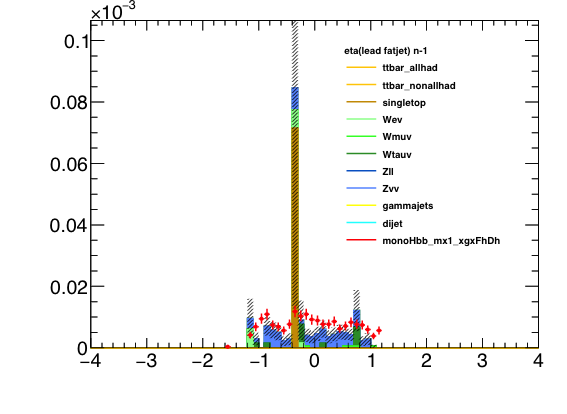 ×10⁻³
0.1
0.08
0.06
0.04
0.02
0
−4 −3 −2 −1 0 1 2 3 4
eta(lead fatjet) n-1
ttbar_allhad
ttbar_nonallhad
singletop
Wev
Wmuv
Wtauv
Zll
Zvv
gammajets
dijet
monoHbb_mx1_xgxFhDh